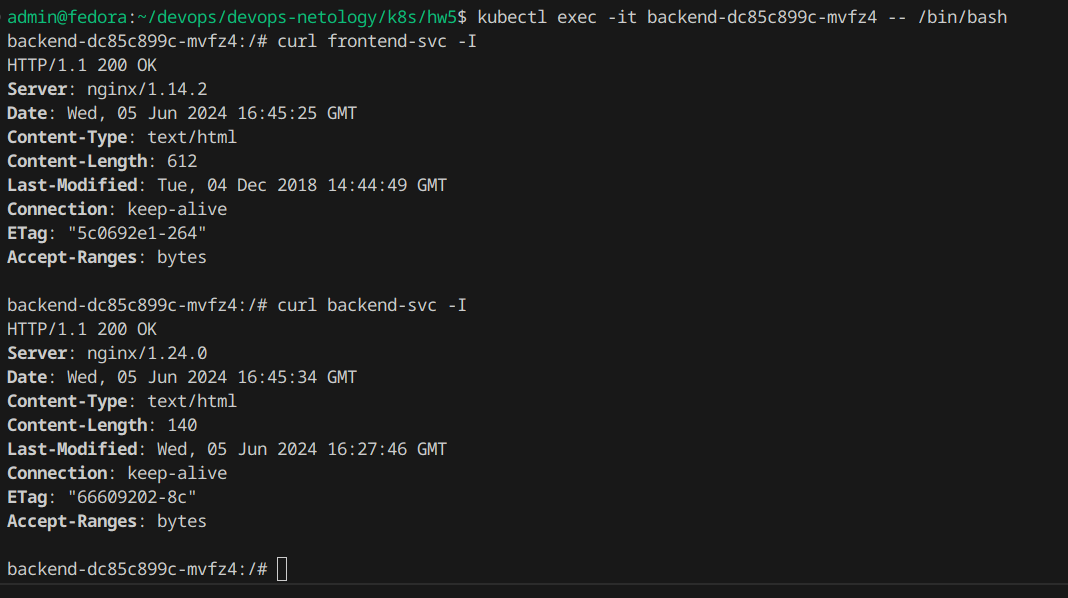 admin@fedora:~/devops/devops-netology/k8s/hw5$ kubectl exec -it backend-dc85c899c-mvfz4 -- /bin/bash
backend-dc85c899c-mvfz4:/# curl frontend-svc -I
HTTP/1.1 200 OK
Server: nginx/1.14.2
Date: Wed, 05 Jun 2024 16:45:25 GMT
Content-Type: text/html
Content-Length: 612
Last-Modified: Tue, 04 Dec 2018 14:44:49 GMT
Connection: keep-alive
ETag: "5c0692e1-264"
Accept-Ranges: bytes

backend-dc85c899c-mvfz4:/# curl backend-svc -I
HTTP/1.1 200 OK
Server: nginx/1.24.0
Date: Wed, 05 Jun 2024 16:45:34 GMT
Content-Type: text/html
Content-Length: 140
Last-Modified: Wed, 05 Jun 2024 16:27:46 GMT
Connection: keep-alive
ETag: "66609202-8c"
Accept-Ranges: bytes

backend-dc85c899c-mvfz4:/#